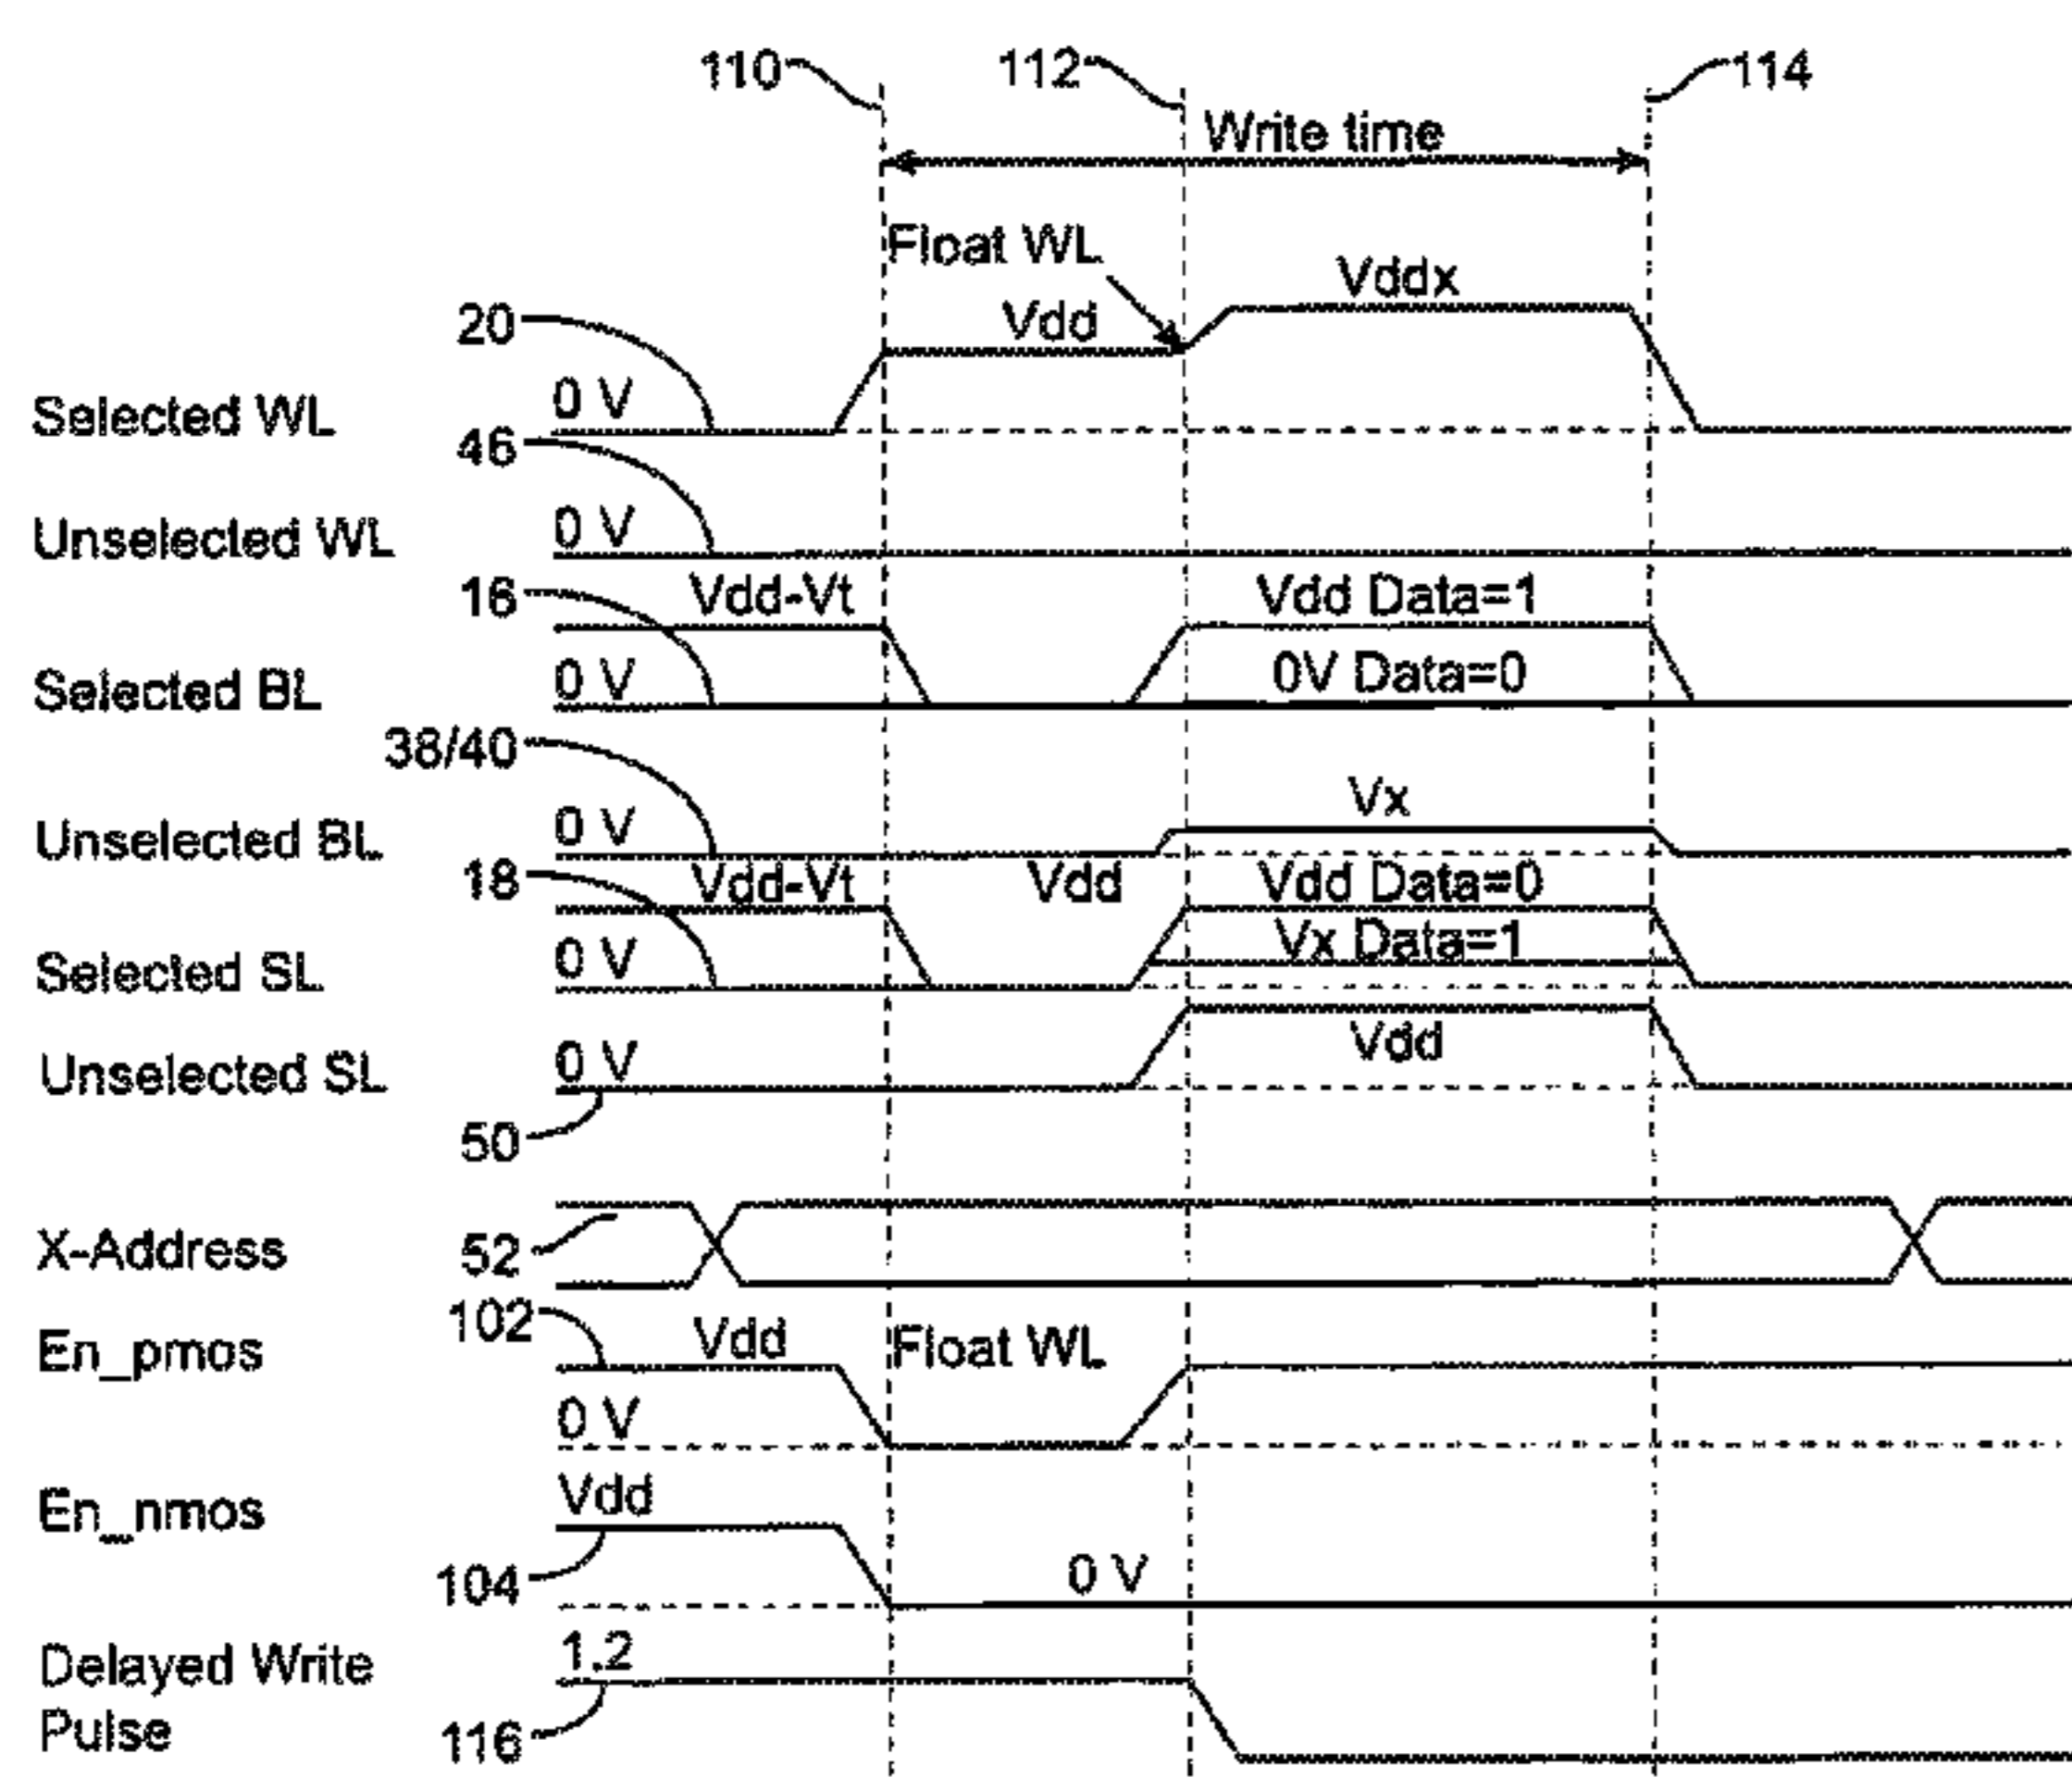 110
112
114
Write time
Float WL
Vddx
Vdd
20
0 V
Selected WL
46
0 V
Unselected WL
16
Vdd-Vt
Vdd Data=1
0 V
0V Data=0
Selected BL
38/40
Vx
0 V
Unselected BL
18
Vdd-Vt
Vdd
Vdd Data=0
0 V
Vx Data=1
Selected SL
0 V
Vdd
Unselected SL
50
X-Address
52
102
Vdd
Float WL
En_pmos
0 V
Vdd
En_nmos
104
0 V
1.2
Delayed Write
Pulse
116